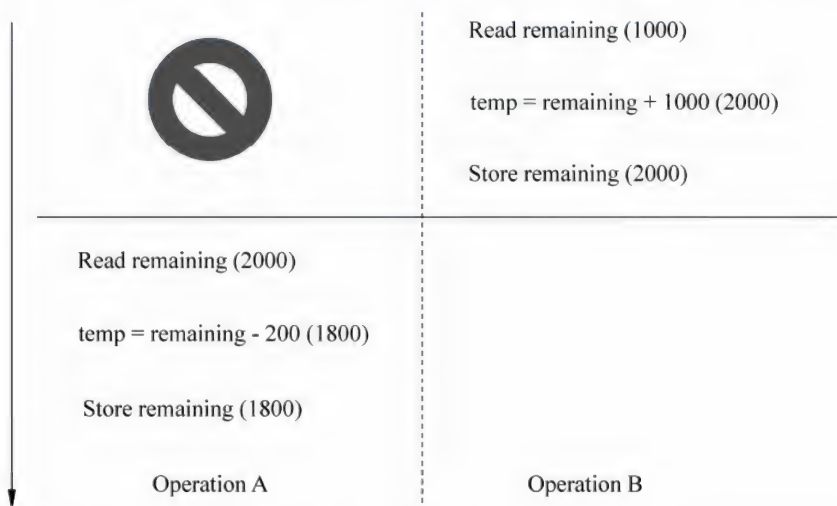 Read remaining (1000)
temp = remaining + 1000 (2000)
Store remaining (2000)
Read remaining (2000)
temp = remaining - 200 (1800)
Store remaining (1800)
Operation A
Operation B